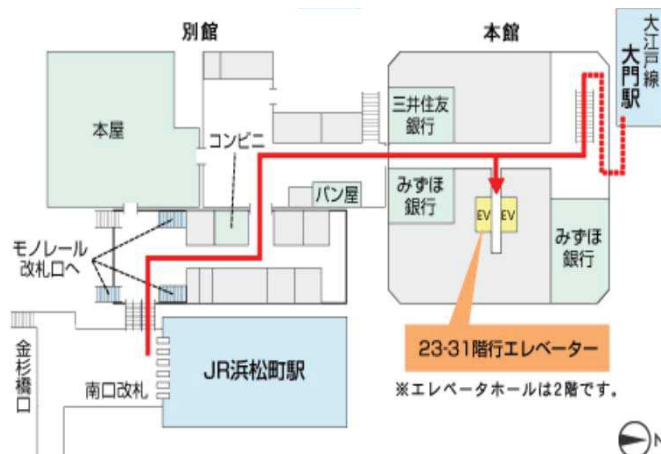 別館
本館
大江戸線
大門駅
本屋
コンビニ
三井住友
銀行
みずほ
銀行
パン屋
EV
EV
みずほ
銀行
モノレール
改札口へ
23-31階行エレベーター
金杉橋口
JR浜松町駅
南口改札
※エレベータホールは2階です。
N